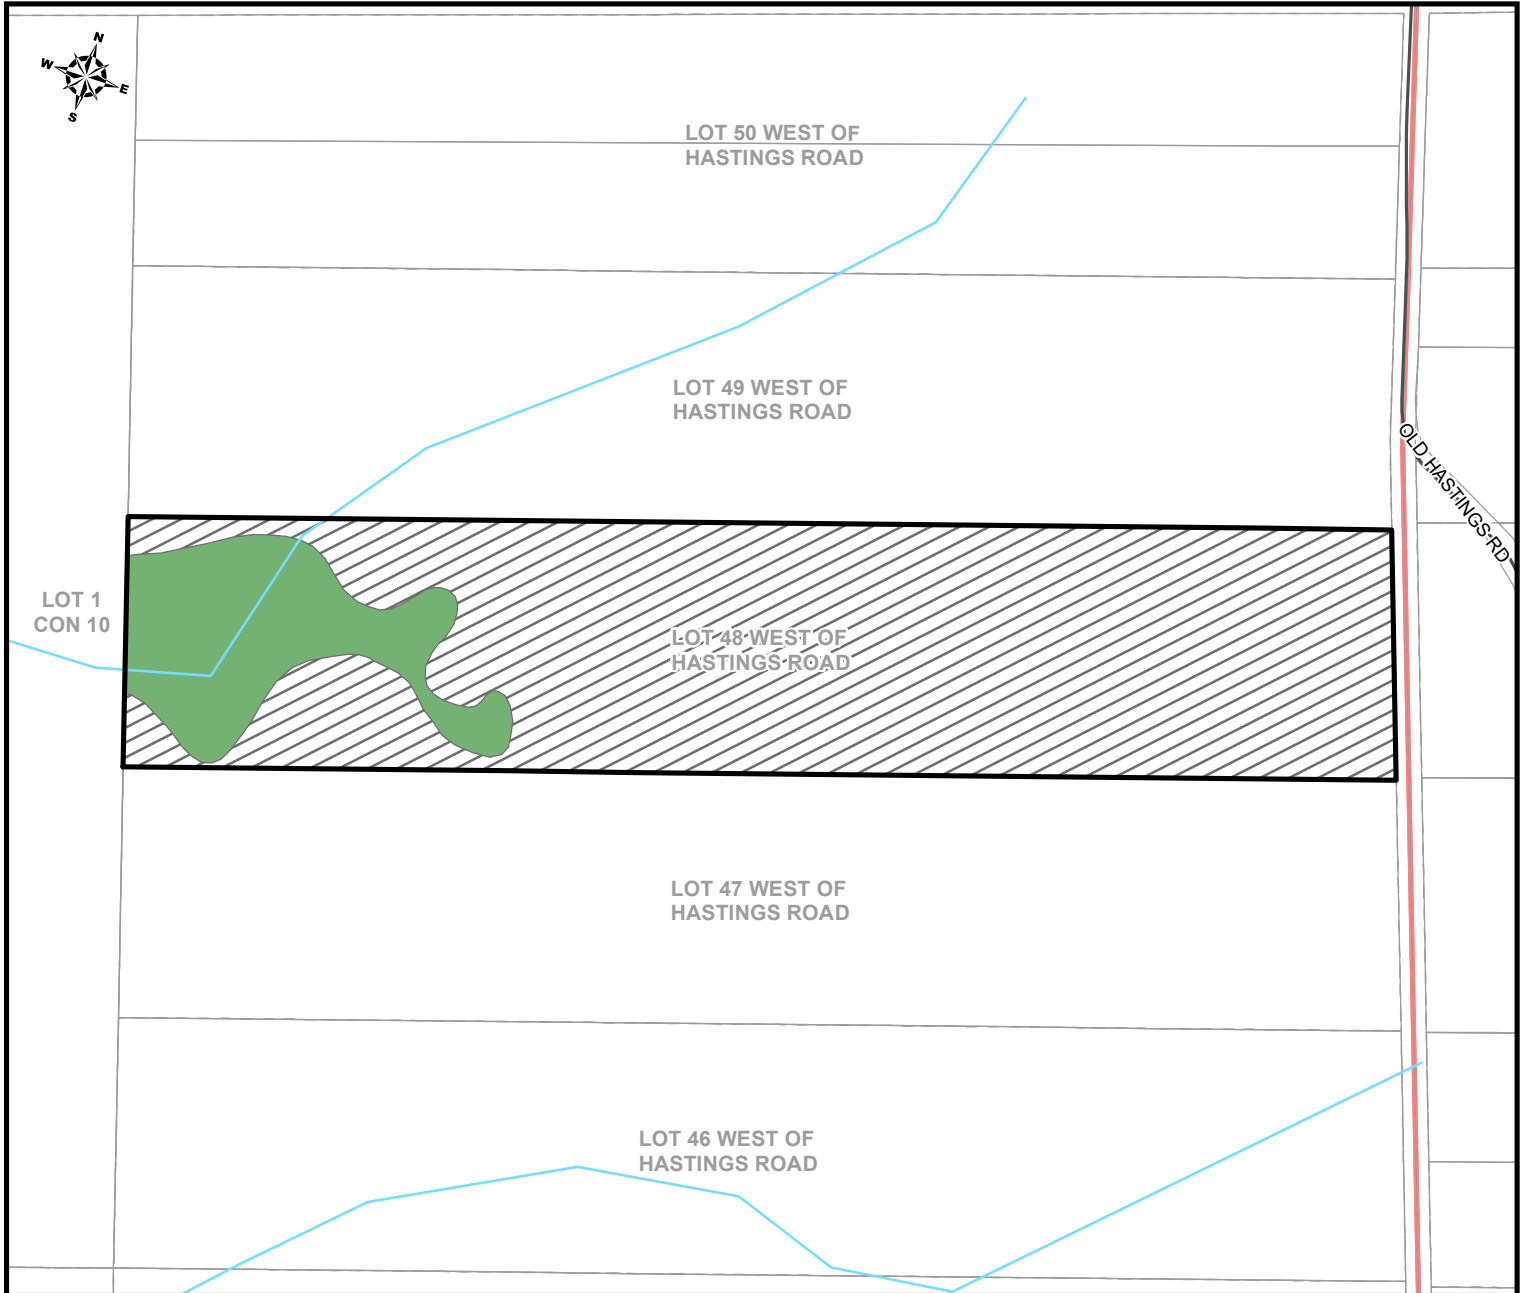 N
W
E
S
LOT 50 WEST OF
HASTINGS ROAD
LOT 49 WEST OF
HASTINGS ROAD
OLD HASTINGS RD
LOT 1
CON 10
LOT 48 WEST OF
HASTINGS ROAD
LOT 47 WEST OF
HASTINGS ROAD
LOT 46 WEST OF
HASTINGS ROAD